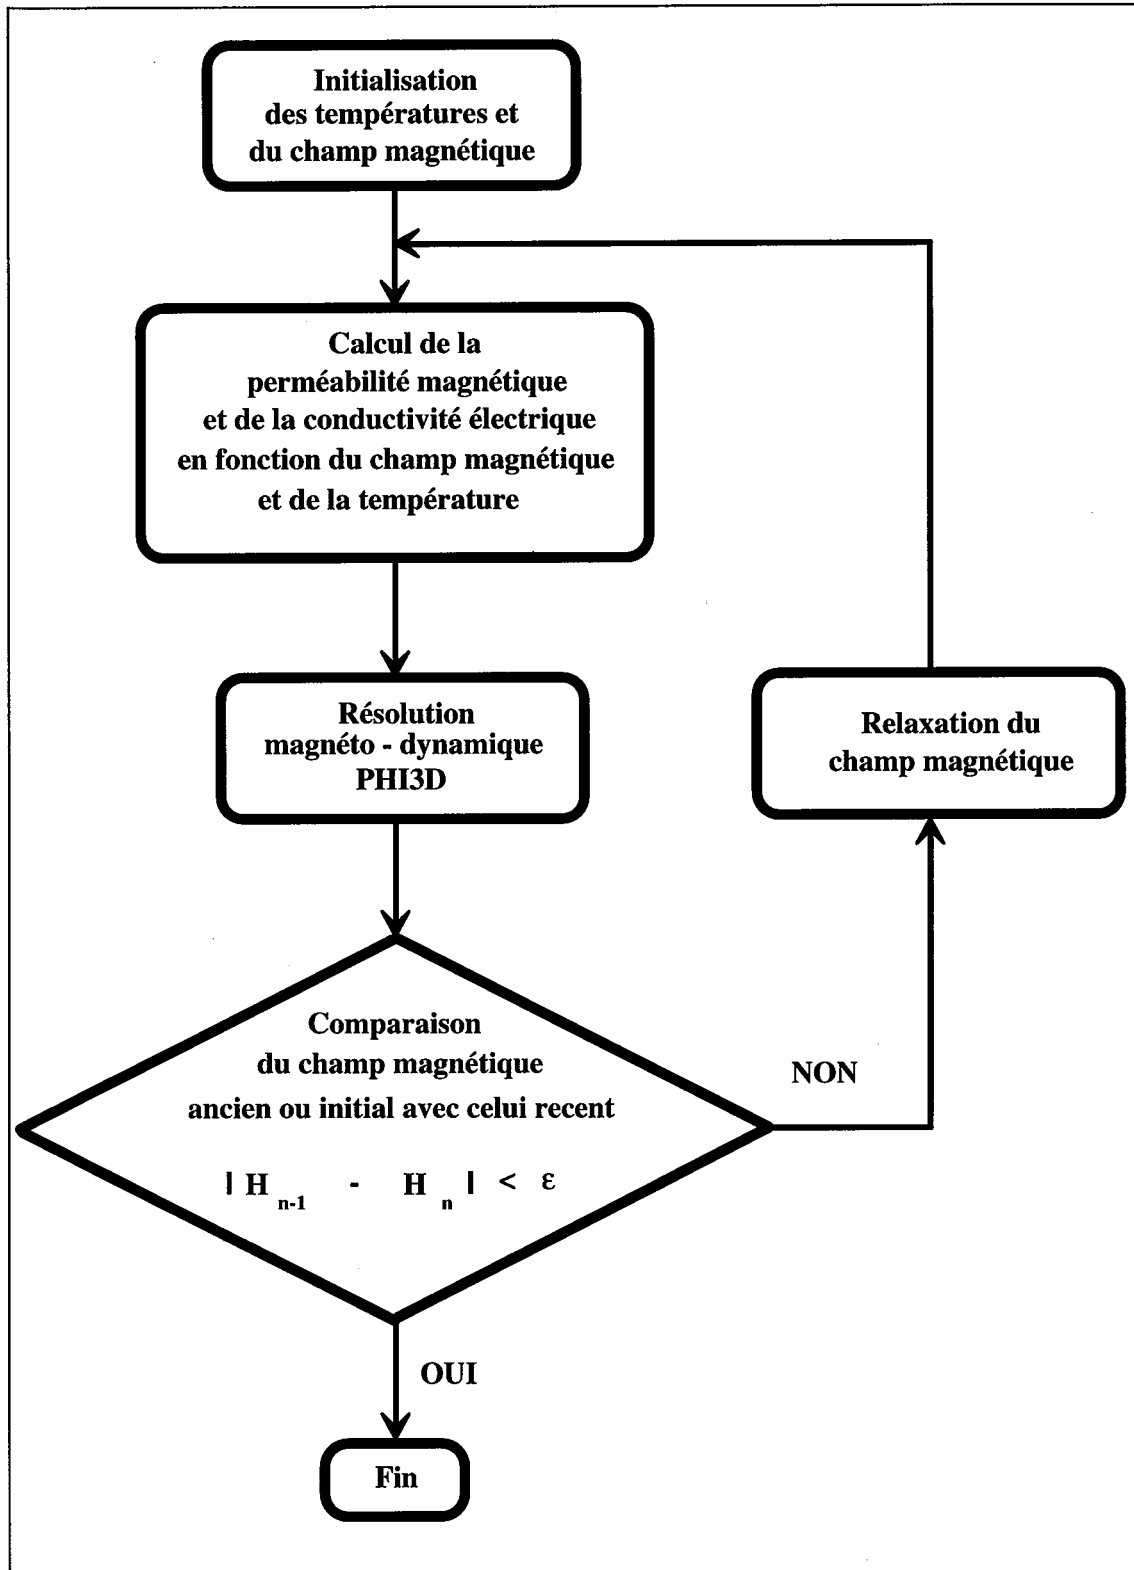 Initialisation
des températures et
du champ magnétique
Calcul de la
perméabilité magnétique
et de la conductivité électrique
en fonction du champ magnétique
et de la température
Résolution
magnéto - dynamique
PHI3D
Relaxation du
champ magnétique
Comparaison
du champ magnétique
ancien ou initial avec celui recent
| H n-1 - H n | < ε
NON
OUI
Fin